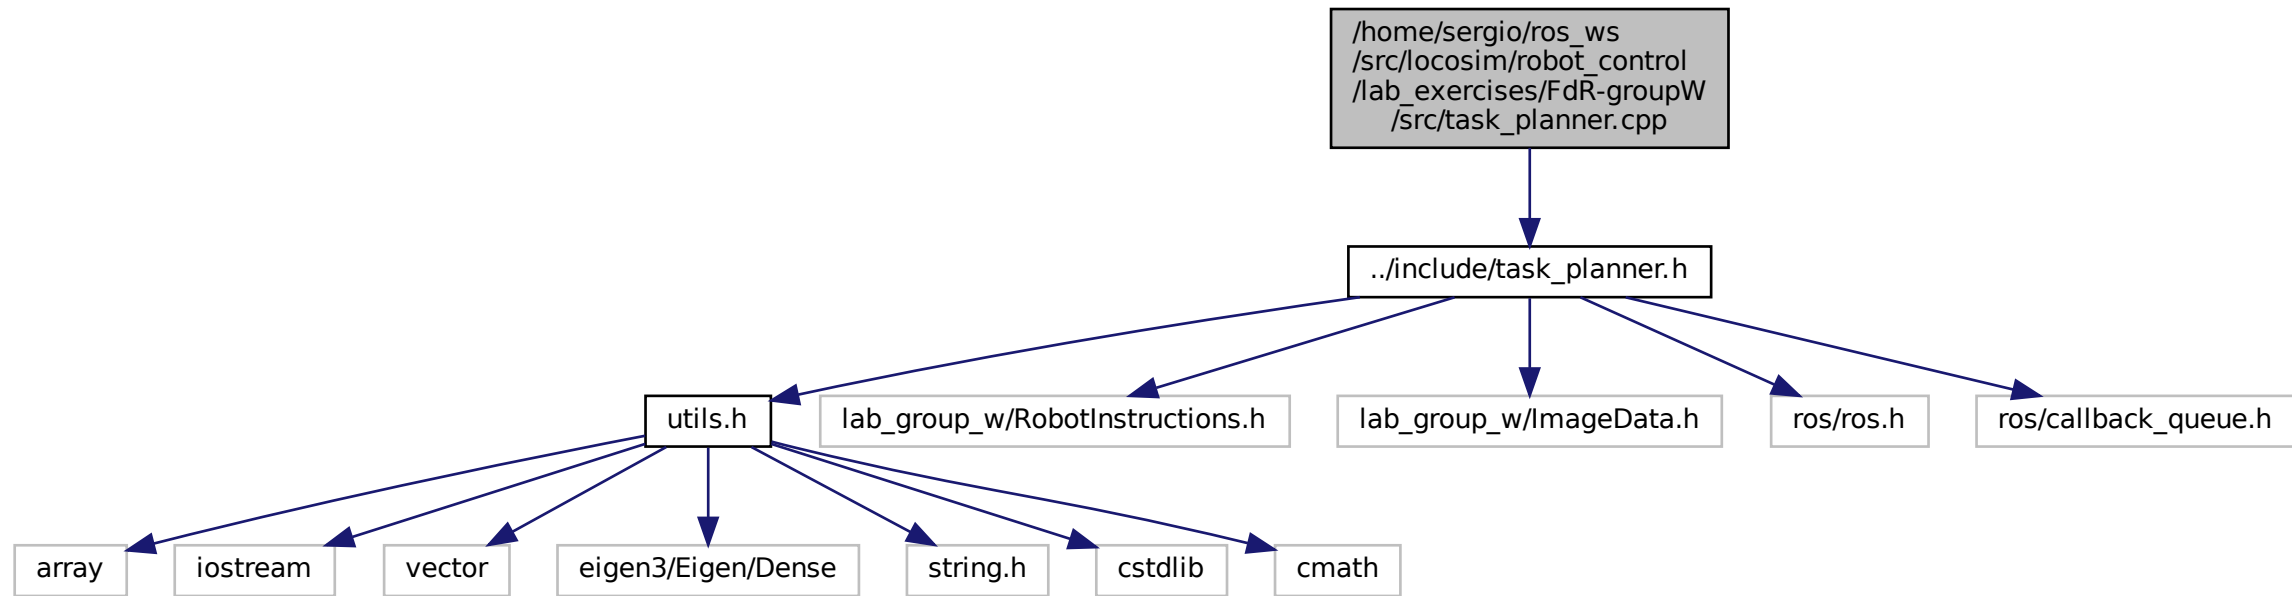 /home/sergio/ros_ws
/src/locosim/robot_control
/lab_exercises/FdR-groupW
/src/task_planner.cpp
../include/task_planner.h
utils.h
lab_group_w/RobotInstructions.h
lab_group_w/ImageData.h
ros/ros.h
ros/callback_queue.h
array
iostream
vector
eigen3/Eigen/Dense
string.h
cstdlib
cmath